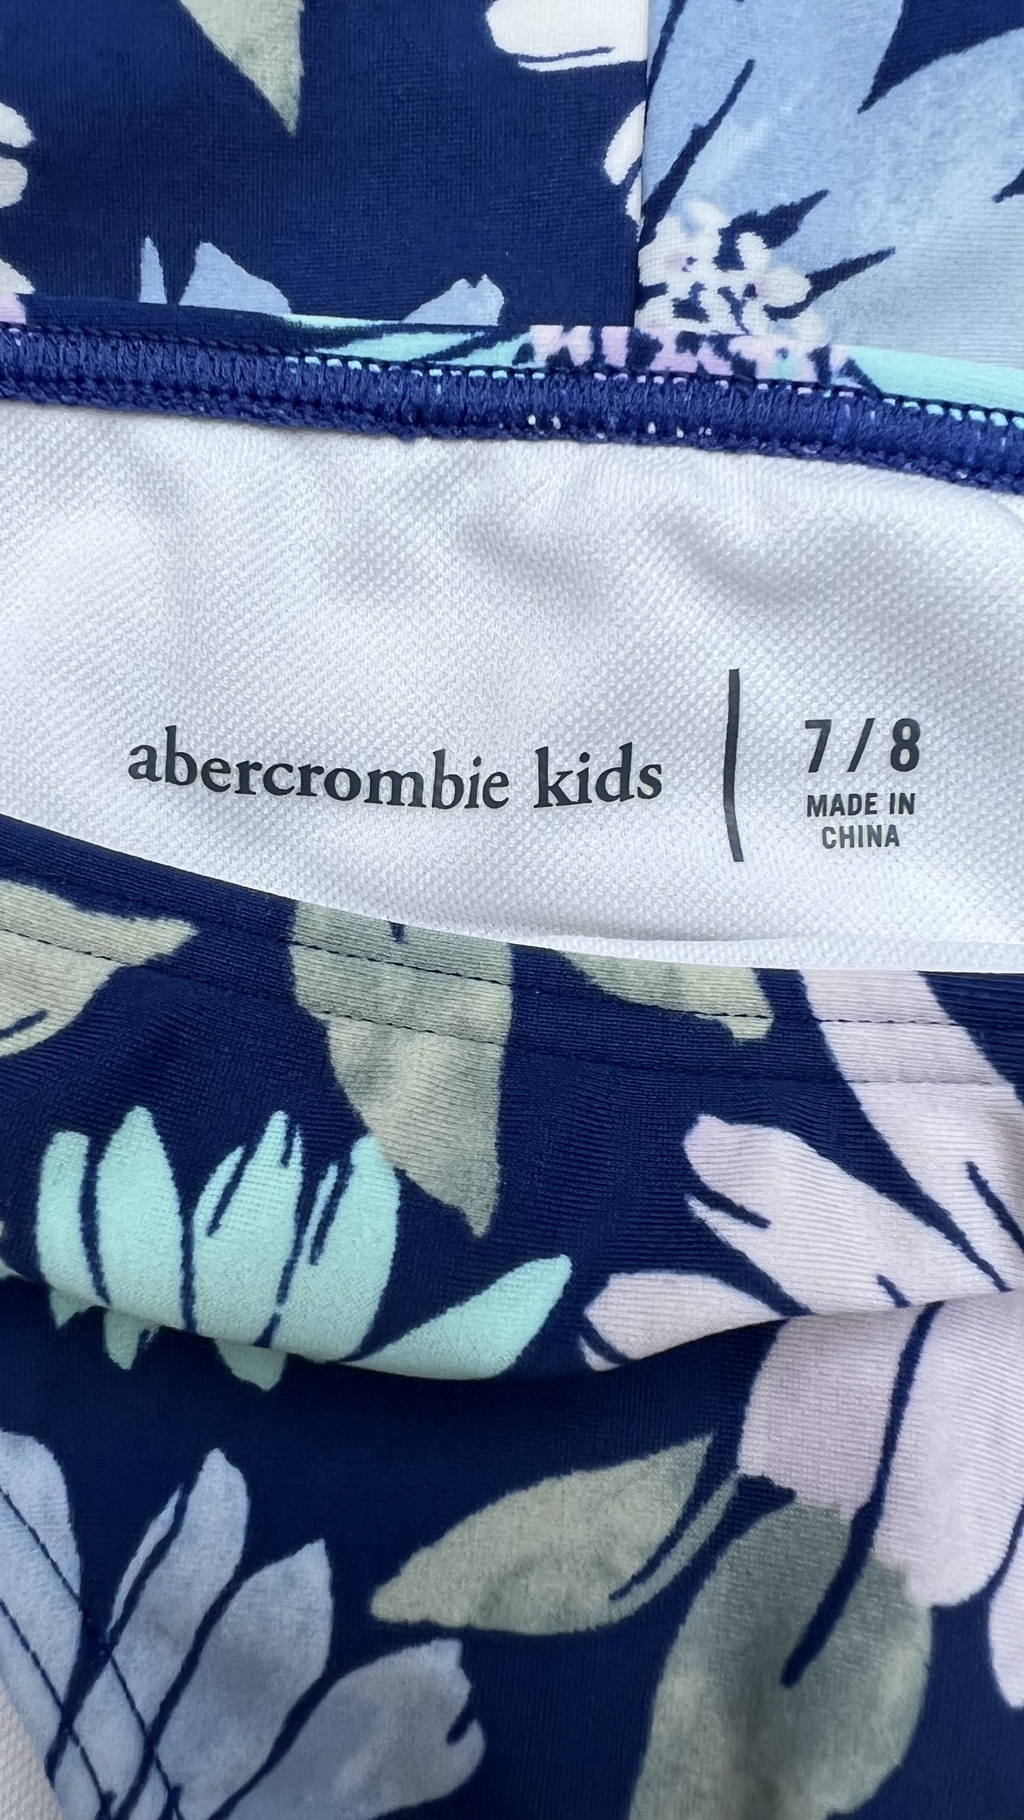 abercrombie kids
7/8
MADE IN
CHINA